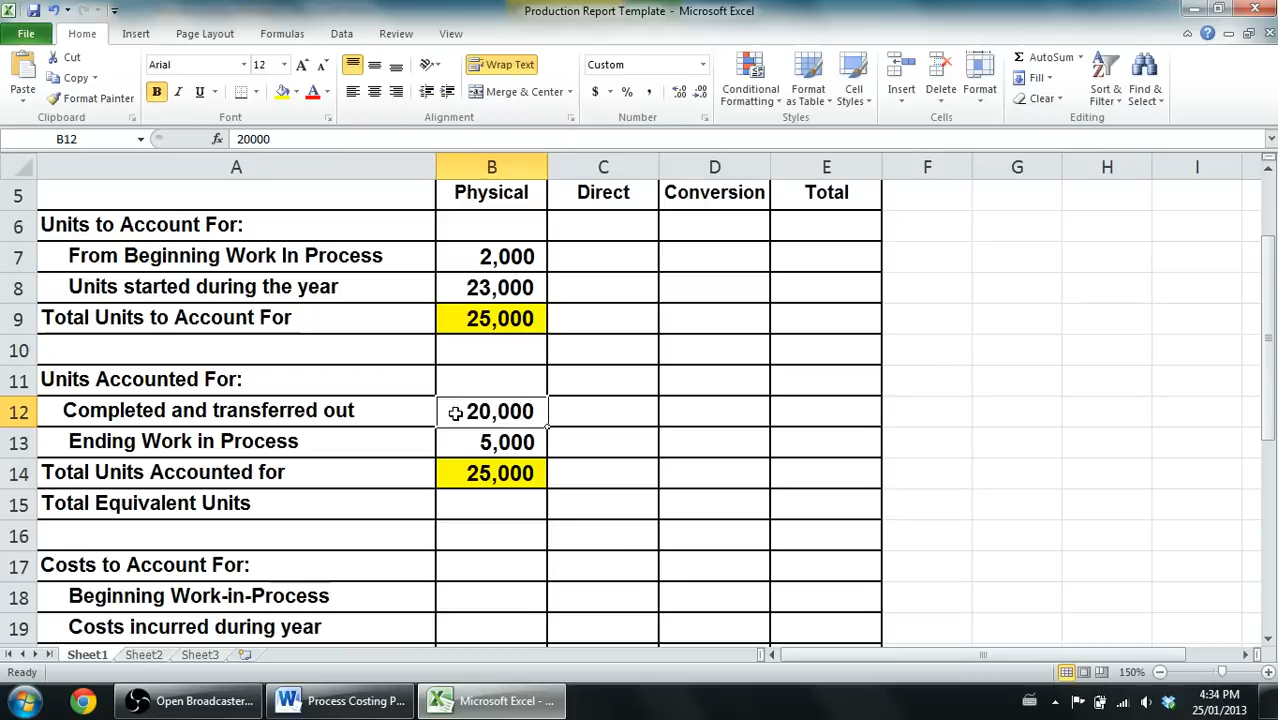 Production Report Template - Microsoft Excel
File Home Insert Page Layout Formulas Data Review View
Paste
Cut
Copy
Format Painter
Clipboard
Arial 12
B I U
Font
Wrap Text
Merge & Center
Alignment
Custom
$ % ,
Number
Conditional Formatting
Format as Table
Cell Styles
Styles
Insert Delete Format
Cells
Σ AutoSum
Fill
Clear
Sort & Filter
Find & Select
Editing
B12 fx 20000
A B C D E F G H I
5 Physical Direct Conversion Total
6 Units to Account For:
7 From Beginning Work In Process 2,000
8 Units started during the year 23,000
9 Total Units to Account For 25,000
10
11 Units Accounted For:
12 Completed and transferred out 20,000
13 Ending Work in Process 5,000
14 Total Units Accounted for 25,000
15 Total Equivalent Units
16
17 Costs to Account For:
18 Beginning Work-in-Process
19 Costs incurred during year
Sheet1 Sheet2 Sheet3
Ready 150%
Open Broadcaster... Process Costing P... Microsoft Excel - ...
4:34 PM
25/01/2013